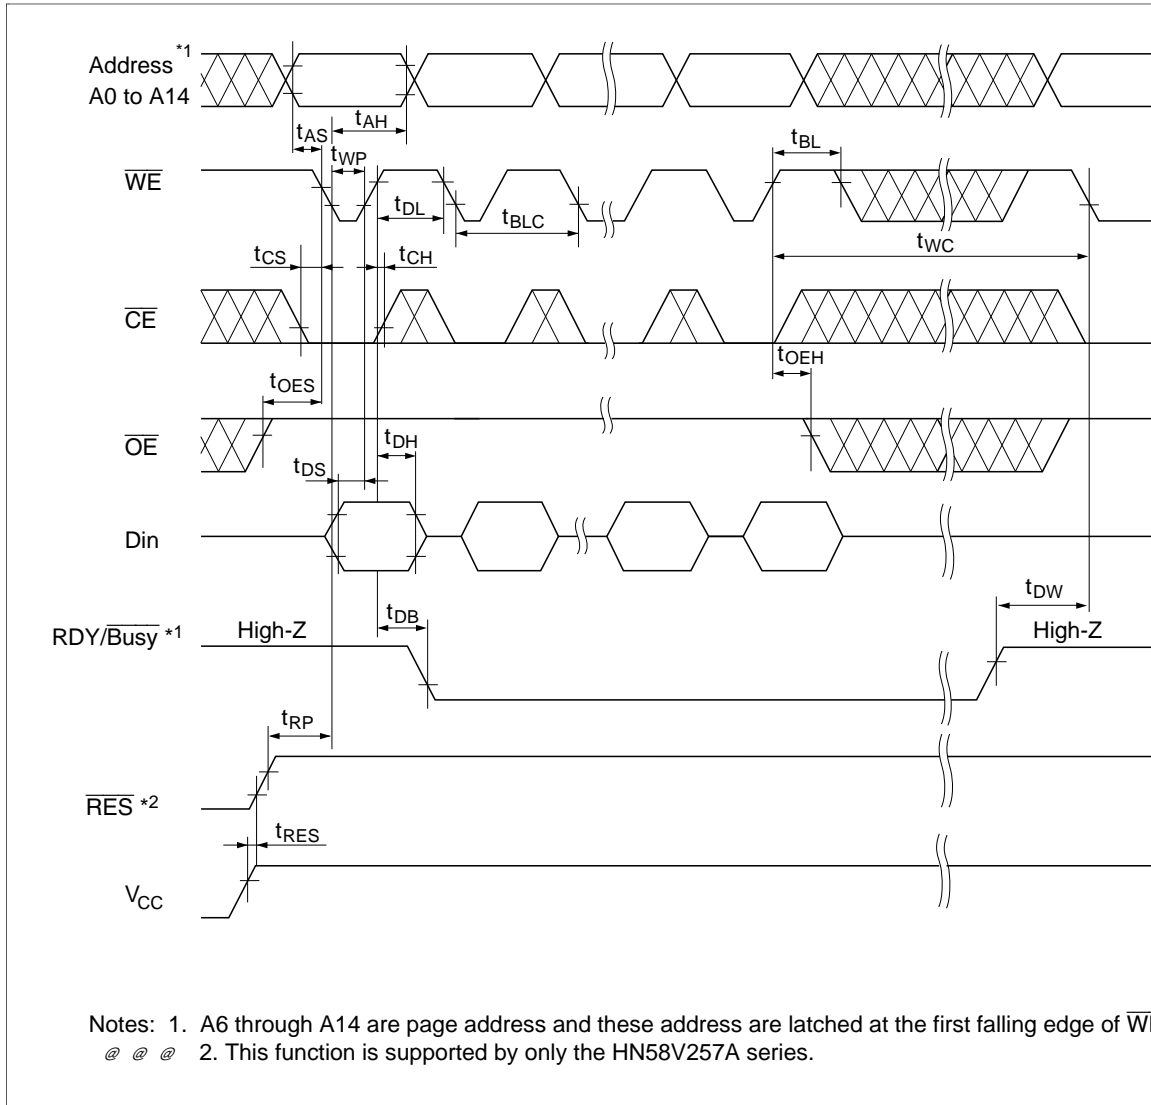 Address *1
A0 to A14
tAS
tAH
tWP
tBL
WE
tDL
tBLC
tWC
tCS
tCH
CE
tOES
tOEH
OE
tDH
tDS
Din
tDB
tDW
RDY/Busy *1
High-Z
High-Z
tRP
RES *2
tRES
VCC
Notes: 1. A6 through A14 are page address and these address are latched at the first falling edge of
@ @ @ 2. This function is supported by only the HN58V257A series.